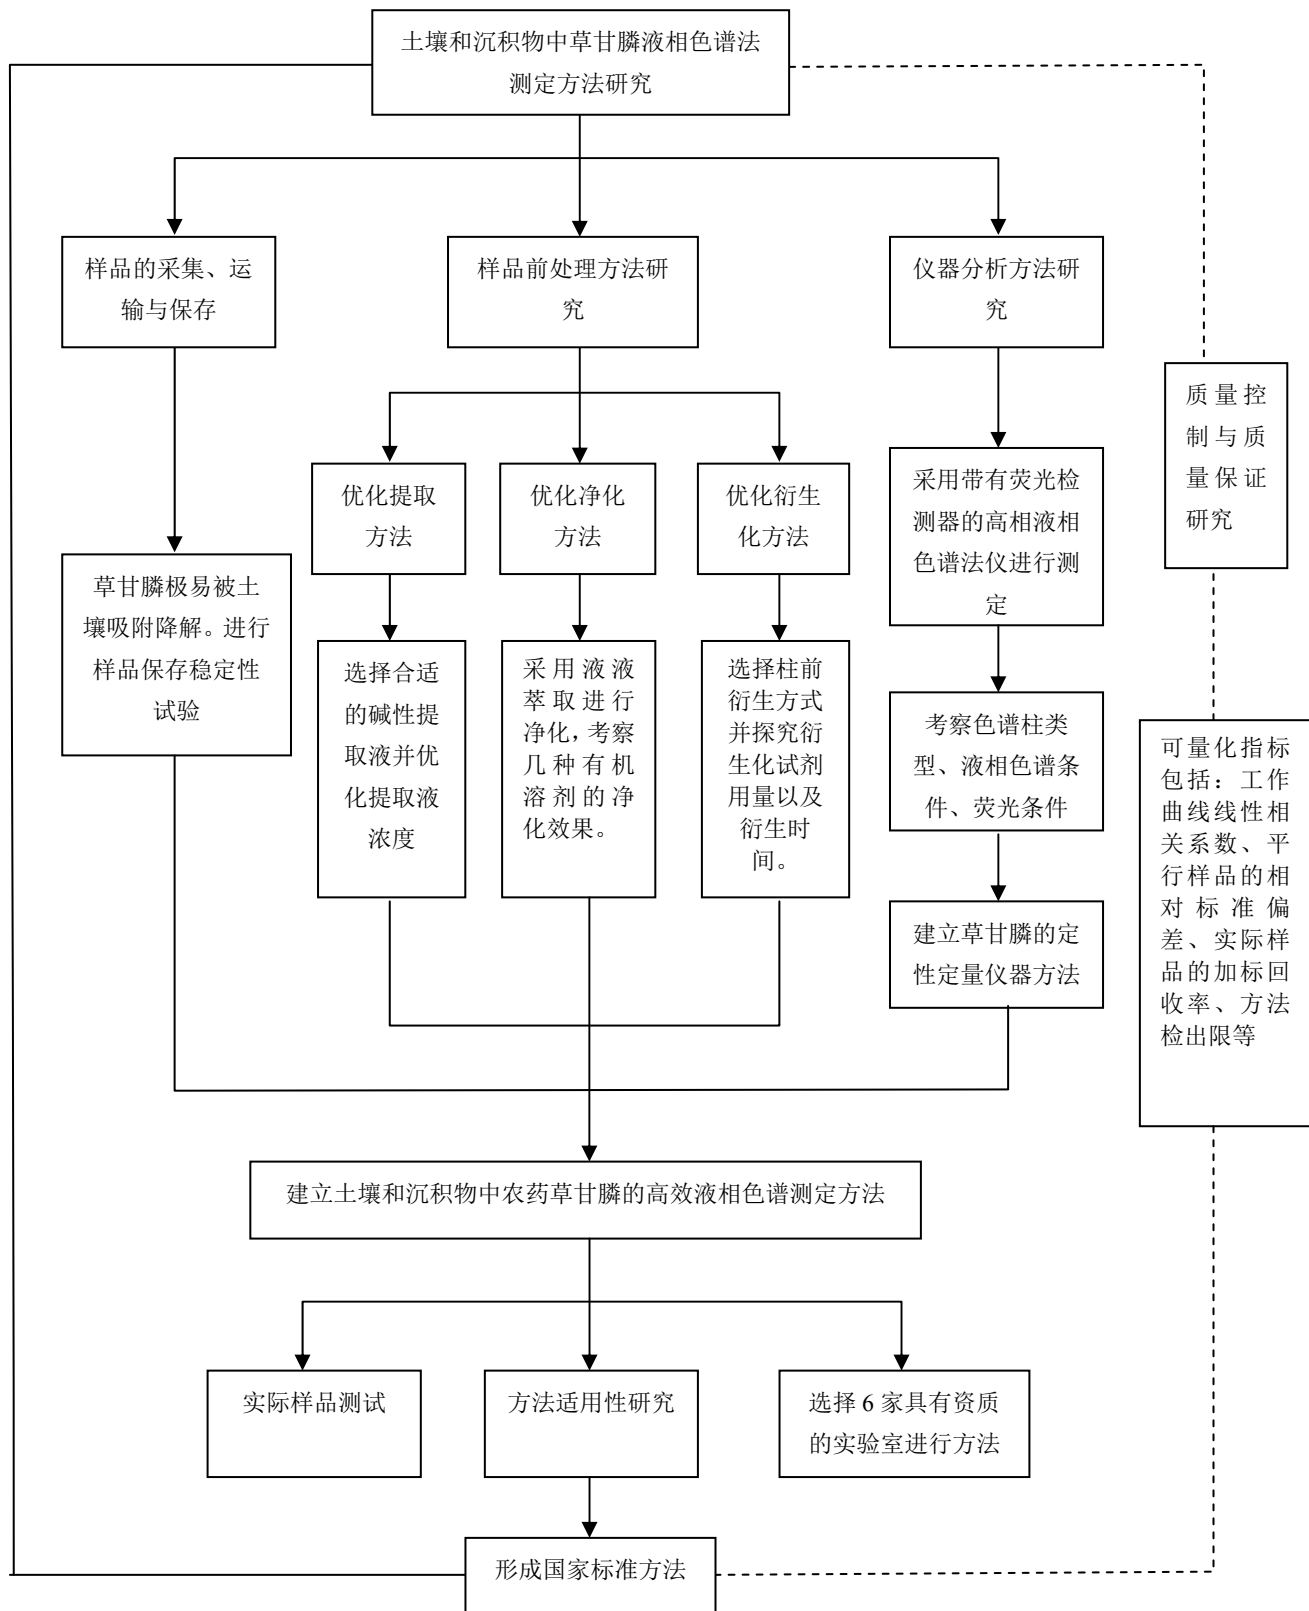 土壤和沉积物中草甘膦液相色谱法
测定方法研究
样品的采集、运
输与保存
样品前处理方法研
究
仪器分析方法研
究
质量控
制与质
量保证
研究
优化提取
方法
优化净化
方法
优化衍生
化方法
采用带有荧光检
测器的高相液相
色谱法仪进行测
定
草甘膦极易被土
壤吸附降解。进行
样品保存稳定性
试验
选择合适
的碱性提
取液并优
化提取液
浓度
采用液液
萃取进行
净化，考察
几种有机
溶剂的净
化效果。
选择柱前
衍生方式
并探究衍
生化试剂
用量以及
衍生时
间。
考察色谱柱类
型、液相色谱条
件、荧光条件
可量化指标
包括：工作
曲线线性相
关系数、平
行样品的相
对标准偏
差、实际样
品的加标回
收率、方法
检出限等
建立草甘膦的定
性定量仪器方法
建立土壤和沉积物中农药草甘膦的高效液相色谱测定方法
实际样品测试
方法适用性研究
选择 6 家具有资质
的实验室进行方法
形成国家标准方法